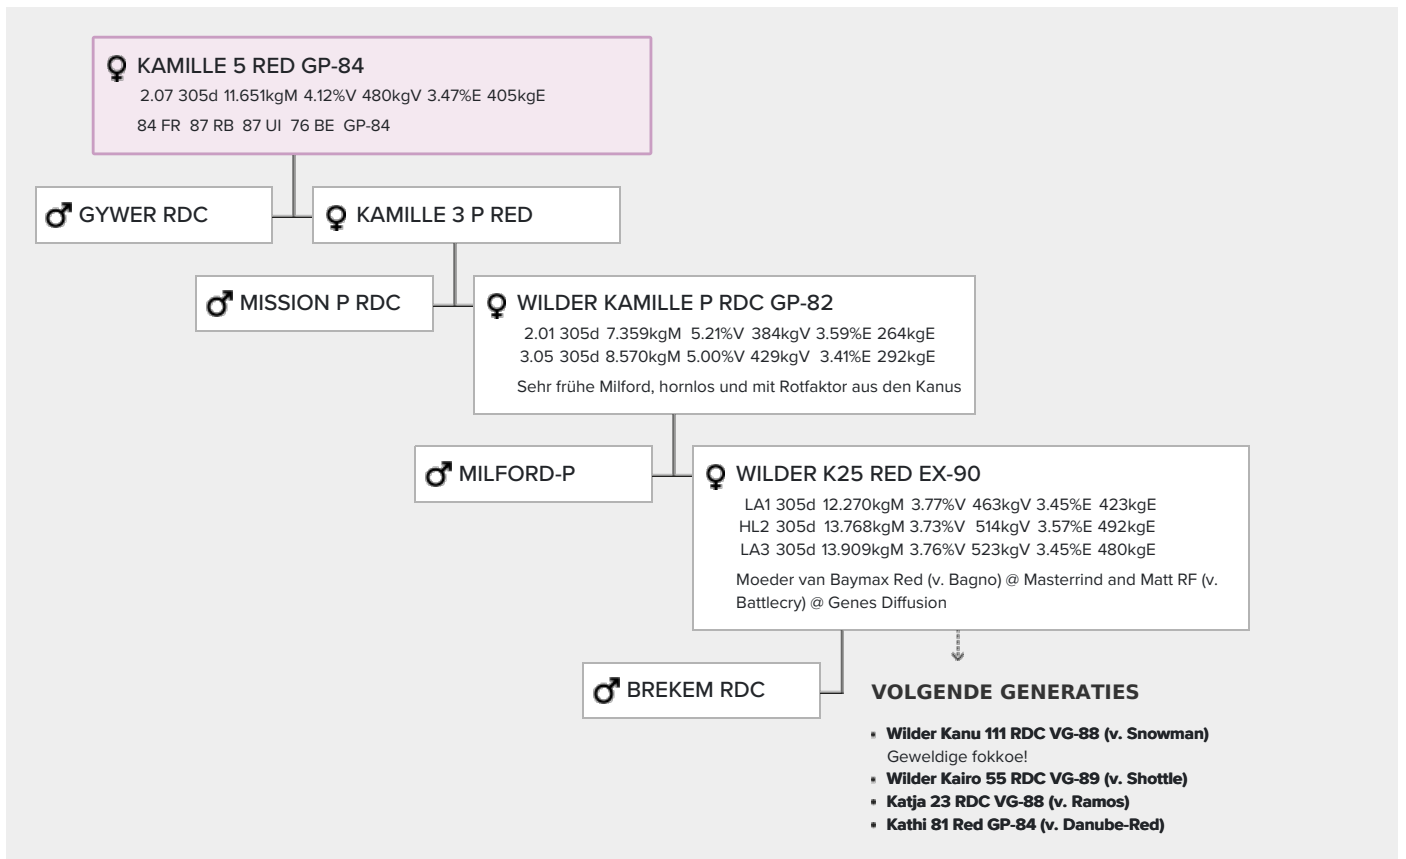 KAMILLE 5 RED GP-84
2.07 305d 11.651kgM 4.12%V 480kgV 3.47%E 405kgE
84 FR 87 RB 87 UI 76 BE GP-84
GYWER RDC
KAMILLE 3 P RED
MISSION P RDC
WILDER KAMILLE P RDC GP-82
2.01 305d 7.359kgM 5.21%V 384kgV 3.59%E 264kgE
3.05 305d 8.570kgM 5.00%V 429kgV 3.41%E 292kgE
Sehr frühe Milford, hornlos und mit Rotfaktor aus den Kanus
MILFORD-P
WILDER K25 RED EX-90
LA1 305d 12.270kgM 3.77%V 463kgV 3.45%E 423kgE
HL2 305d 13.768kgM 3.73%V 514kgV 3.57%E 492kgE
LA3 305d 13.909kgM 3.76%V 523kgV 3.45%E 480kgE
Moeder van Baymax Red (v. Bagno) @ Masterrind and Matt RF (v.
Battlecry) @ Genes Diffusion
BREKEM RDC
VOLGENDE GENERATIES
▪ Wilder Kanu 111 RDC VG-88 (v. Snowman)
Geweldige fokkoe!
▪ Wilder Kairo 55 RDC VG-89 (v. Shottle)
▪ Katja 23 RDC VG-88 (v. Ramos)
▪ Kathi 81 Red GP-84 (v. Danube-Red)